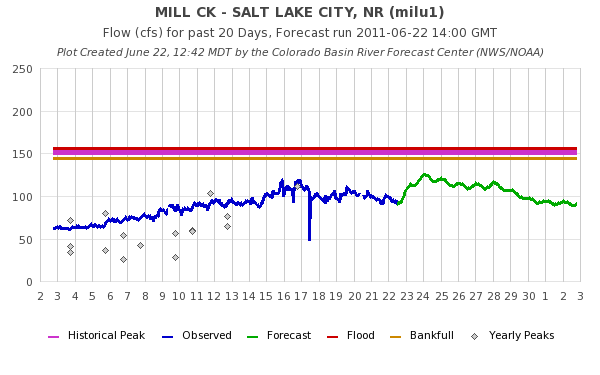 MILL CK - SALT LAKE CITY, NR (milu1)
Flow (cfs) for past 20 Days, Forecast run 2011-06-22 14:00 GMT
Plot Created June 22, 12:42 MDT by the Colorado Basin River Forecast Center (NWS/NOAA)
250
200
150
100
50
0
2 3 4 5 6 7 8 9 10 11 12 13 14 15 16 17 18 19 20 21 22 23 24 25 26 27 28 29 30 1 2 3
Historical Peak Observed Forecast Flood Bankfull Yearly Peaks